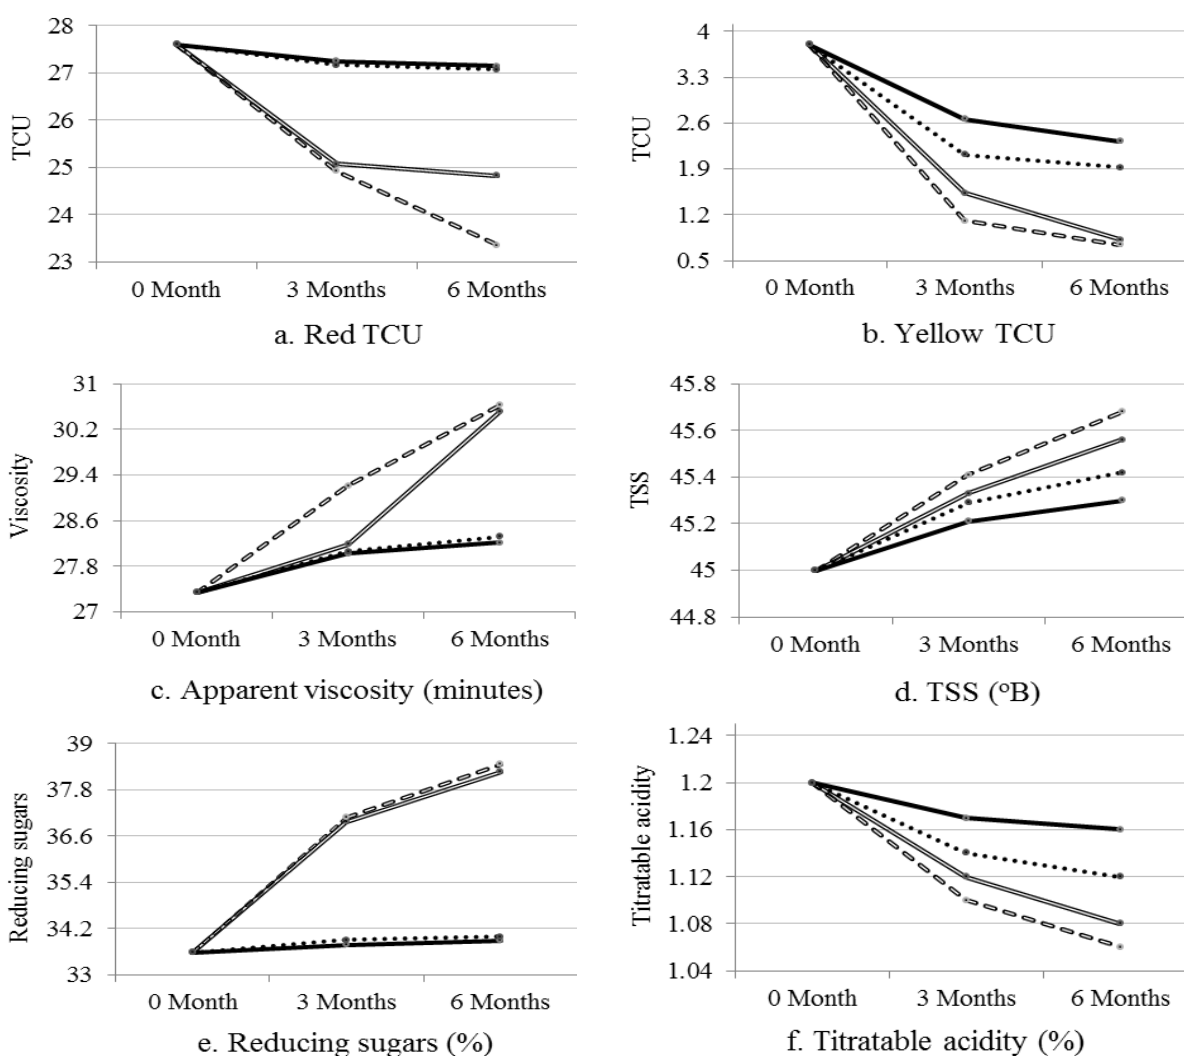 28
27
26
25
24
23
TCU
0 Month 3 Months 6 Months
a. Red TCU
4
3.3
2.6
1.9
1.2
0.5
TCU
0 Month 3 Months 6 Months
b. Yellow TCU
31
30.2
29.4
28.6
27.8
27
Viscosity
0 Month 3 Months 6 Months
c. Apparent viscosity (minutes)
45.8
45.6
45.4
45.2
45
44.8
TSS
0 Month 3 Months 6 Months
d. TSS (°B)
39
37.8
36.6
35.4
34.2
33
Reducing sugars
0 Month 3 Months 6 Months
e. Reducing sugars (%)
1.24
1.2
1.16
1.12
1.08
1.04
Titratable acidity
0 Month 3 Months 6 Months
f. Titratable acidity (%)